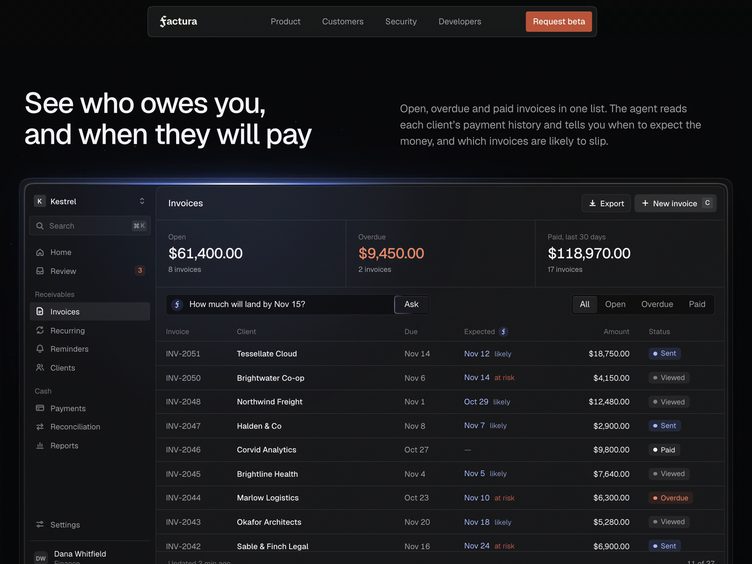 Factura
Product Customers Security Developers Request beta
See who owes you,
and when they will pay
Open, overdue and paid invoices in one list. The agent reads
each client's payment history and tells you when to expect the
money, and which invoices are likely to slip.
K Kestrel
Search ⌘K
Home
Review 3
Receivables
Invoices
Recurring
Reminders
Clients
Cash
Payments
Reconciliation
Reports
Settings
DW Dana Whitfield
Invoices Export + New invoice C
Open Overdue Paid, last 30 days
$61,400.00 $9,450.00 $118,970.00
8 invoices 2 invoices 17 invoices
How much will land by Nov 15? Ask All Open Overdue Paid
Invoice Client Due Expected Amount Status
INV-2051 Tessellate Cloud Nov 14 Nov 12 likely $18,750.00 Sent
INV-2050 Brightwater Co-op Nov 6 Nov 14 at risk $4,150.00 Viewed
INV-2048 Northwind Freight Nov 1 Oct 29 likely $12,480.00 Viewed
INV-2047 Halden & Co Nov 8 Nov 7 likely $2,900.00 Sent
INV-2046 Corvid Analytics Oct 27 — $9,800.00 Paid
INV-2045 Brightline Health Nov 4 Nov 5 likely $7,640.00 Viewed
INV-2044 Marlow Logistics Oct 23 Nov 10 at risk $6,300.00 Overdue
INV-2043 Okafor Architects Nov 20 Nov 18 likely $5,280.00 Viewed
INV-2042 Sable & Finch Legal Nov 16 Nov 24 at risk $6,900.00 Sent